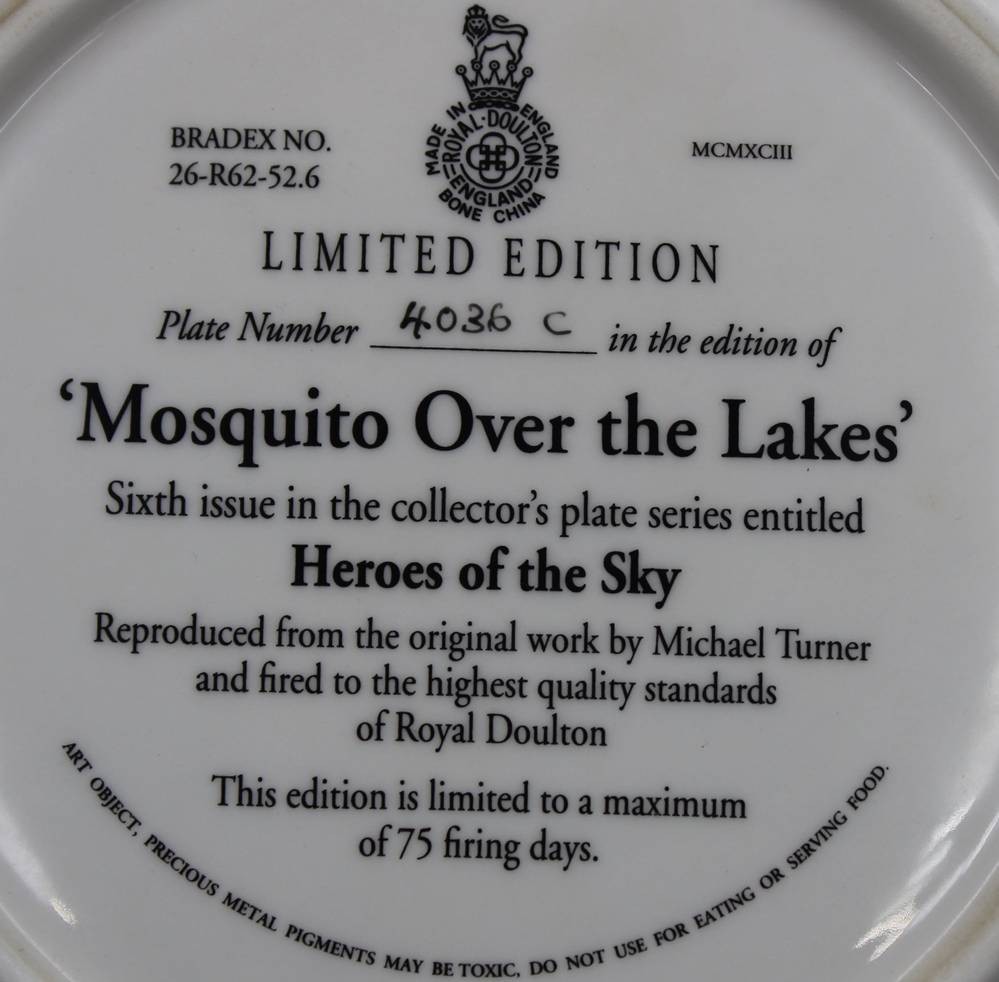 BRADEX NO.
26-R62-52.6
MADE IN ENGLAND
ROYAL·DOULTON
ENGLAND
BONE CHINA
MCMXCIII
LIMITED EDITION
Plate Number 4036 C in the edition of
‘Mosquito Over the Lakes’
Sixth issue in the collector’s plate series entitled
Heroes of the Sky
Reproduced from the original work by Michael Turner
and fired to the highest quality standards
of Royal Doulton
This edition is limited to a maximum
of 75 firing days.
ART OBJECT, PRECIOUS METAL PIGMENTS MAY BE TOXIC, DO NOT USE FOR EATING OR SERVING FOOD.